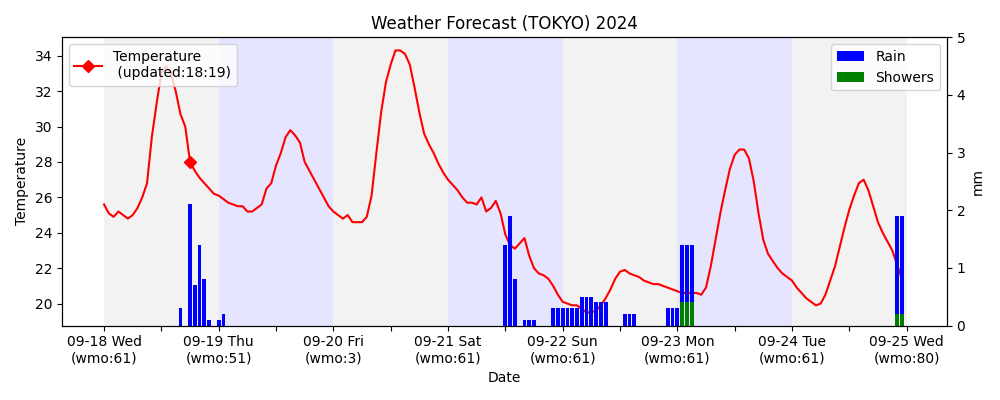 Weather Forecast (TOKYO) 2024
Temperature
(updated:18:19)
Rain
Showers
Temperature
34
32
30
28
26
24
22
20
5
4
3
2
1
0
mm
09-18 Wed
(wmo:61)
09-19 Thu
(wmo:51)
09-20 Fri
(wmo:3)
09-21 Sat
(wmo:61)
09-22 Sun
(wmo:61)
09-23 Mon
(wmo:61)
09-24 Tue
(wmo:61)
09-25 Wed
(wmo:80)
Date